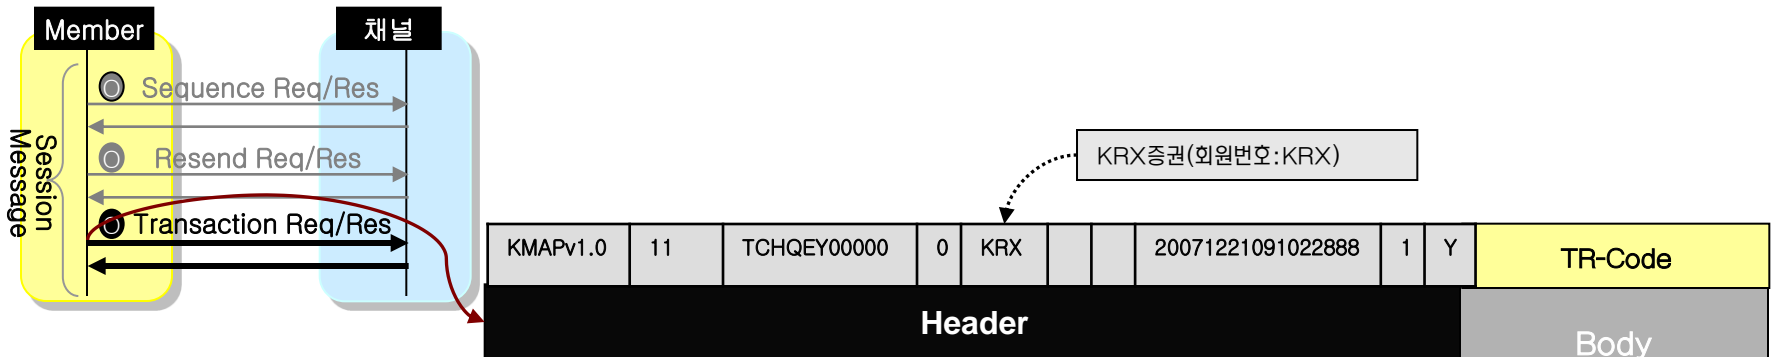 Member
채널
O Sequence Req/Res
O Resend Req/Res
O Transaction Req/Res
Sesssion
Message
KRX증권(회원번호:KRX)
KMAPv1.0 11 TCHQEY00000 0 KRX 20071221091022888 1 Y TR-Code
Header
Body